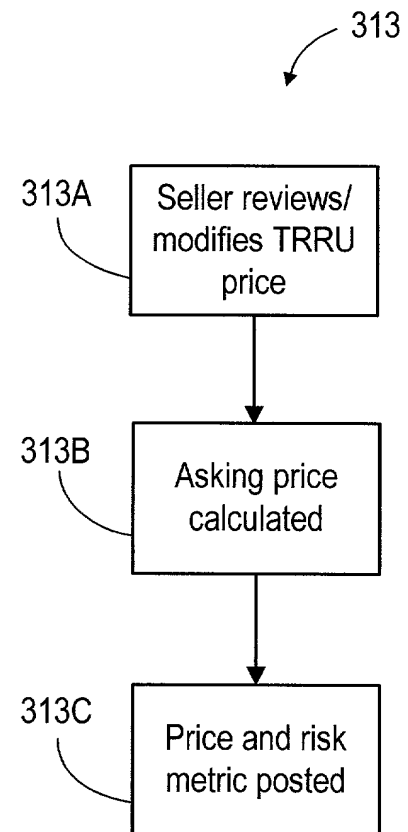 313
313A
Seller reviews/
modifies TRRU
price
313B
Asking price
calculated
313C
Price and risk
metric posted